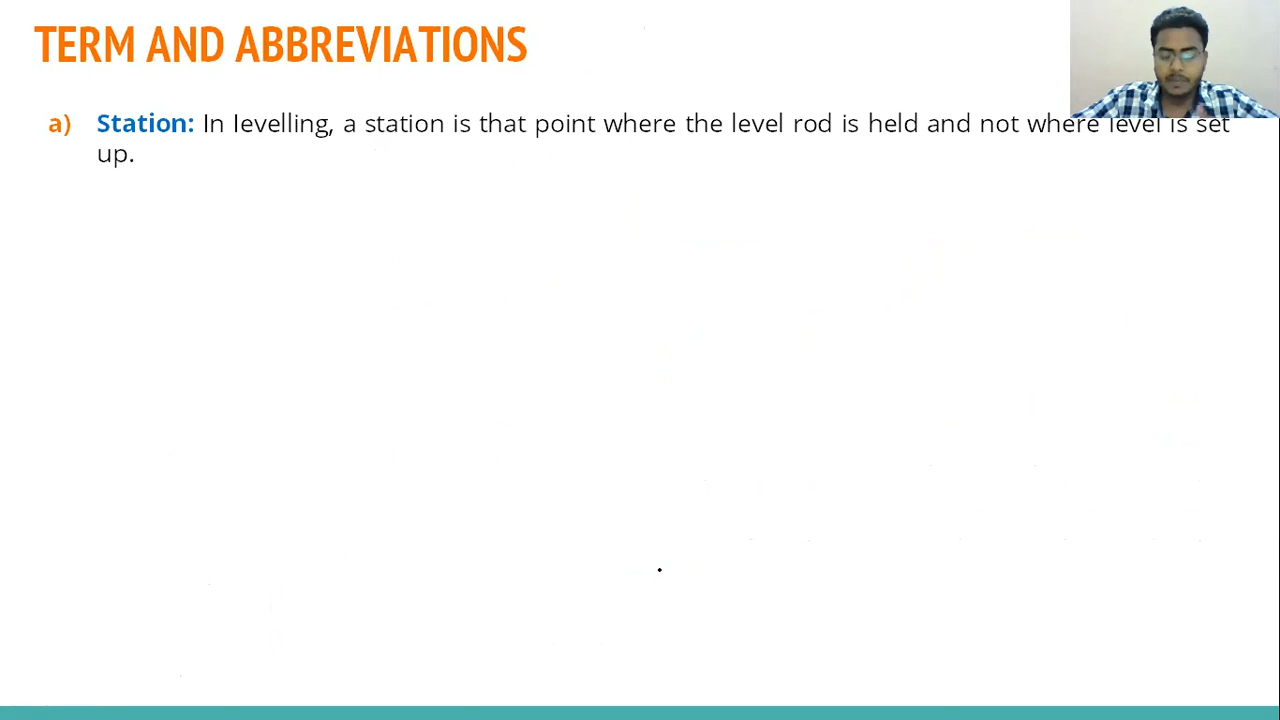 TERM AND ABBREVIATIONS
a) Station: In levelling, a station is that point where the level rod is held and not where level is set
up.